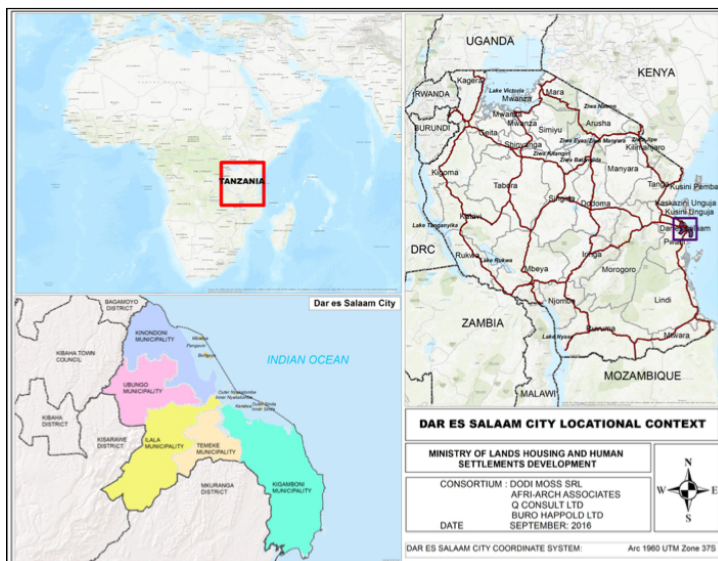 TANZANIA
UGANDA
KENYA
RWANDA
BURUNDI
DRC
ZAMBIA
MALAWI
MOZAMBIQUE
Kagera
Lake Victoria
Mara
Mwanza
Mwanza
Mwanza
Geita
Simiyu
Shinyanga
Arusha
Kilimanjaro
Manyara
Kigoma
Tabora
Singida
Dodoma
Tanga
Kusini Pemba
Kaskazini Unguja
Kusini Unguja
Pwani
Katavi
Lake Tanganyika
Rukwa
Lake Rukwa
Mbeya
Iringa
Morogoro
Lindi
Njombe
Ruvuma
Mtwara
Lake Nyasa
Dar es Salaam City
BAGAMOYO
DISTRICT
KINONDONI
MUNICIPALITY
INDIAN OCEAN
KIBAHA TOWN
COUNCIL
UBUNGO
MUNICIPALITY
KIBAHA
DISTRICT
KISARAWE
DISTRICT
ILALA
MUNICIPALITY
TEMEKE
MUNICIPALITY
KIGAMBONI
MUNICIPALITY
MKURANGA
DISTRICT
DAR ES SALAAM CITY LOCATIONAL CONTEXT
MINISTRY OF LANDS HOUSING AND HUMAN
SETTLEMENTS DEVELOPMENT
CONSORTIUM : DODI MOSS SRL
AFRI-ARCH ASSOCIATES
Q CONSULT LTD
BURO HAPPOLD LTD
DATE SEPTEMBER: 2016
N
W E
S
DAR ES SALAAM CITY COORDINATE SYSTEM: Arc 1960 UTM Zone 37S